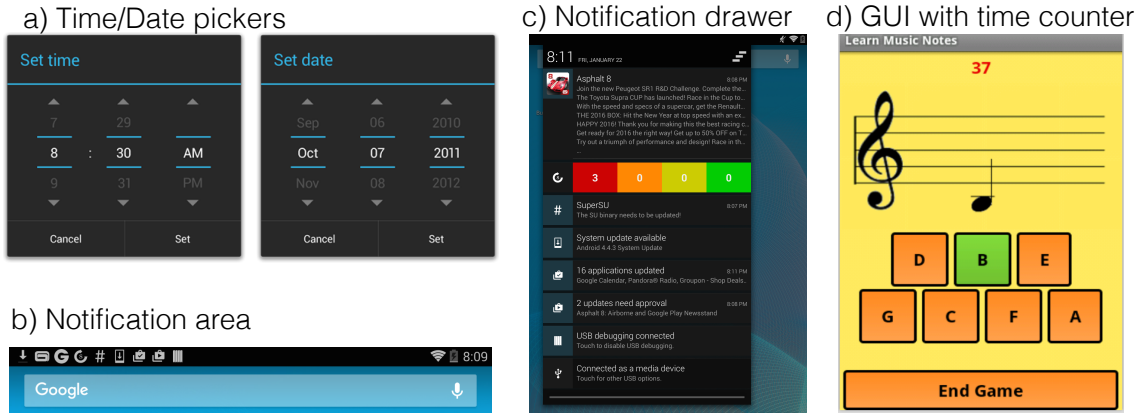 a) Time/Date pickers
Set time
7 29
8 : 30 AM
9 31 PM
Cancel Set
Set date
Sep 06 2010
Oct 07 2011
Nov 08 2012
Cancel Set
b) Notification area
8:09
Google
c) Notification drawer
8:11 FRI, JANUARY 22
Asphalt 8 8:08 PM
Join the new Peugeot SR1 R&D Challenge. Complete the...
The Toyota Supra CUP has launched! Race in the Cup to...
With the speed and specs of a supercar, get the Renault...
THE 2016 BOX: Hit the New Year at top speed with an ex...
HAPPY 2016! Thank you for making this the best racing c...
Get ready for 2016 the right way! Get up to 50% OFF on T...
Try out a triumph of performance and design! Race in th...
...
3 0 0 0
SuperSU 8:07 PM
The SU binary needs to be updated!
System update available
Android 4.4.3 System Update
16 applications updated 8:11 PM
Google Calendar, Pandora® Radio, Groupon - Shop Deals..
2 updates need approval 8:08 PM
Asphalt 8: Airborne and Google Play Newsstand
USB debugging connected
Touch to disable USB debugging.
Connected as a media device
Touch for other USB options.
d) GUI with time counter
Learn Music Notes
37
D B E
G C F A
End Game